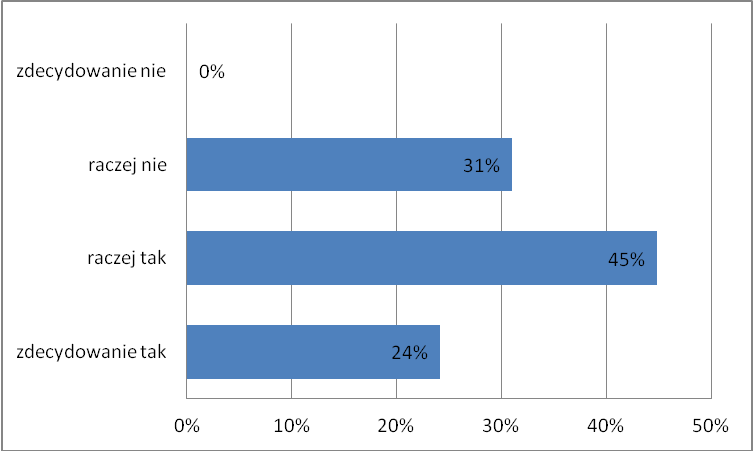 zdecydowanie nie 0%
raczej nie 31%
raczej tak 45%
zdecydowanie tak 24%
0% 10% 20% 30% 40% 50%